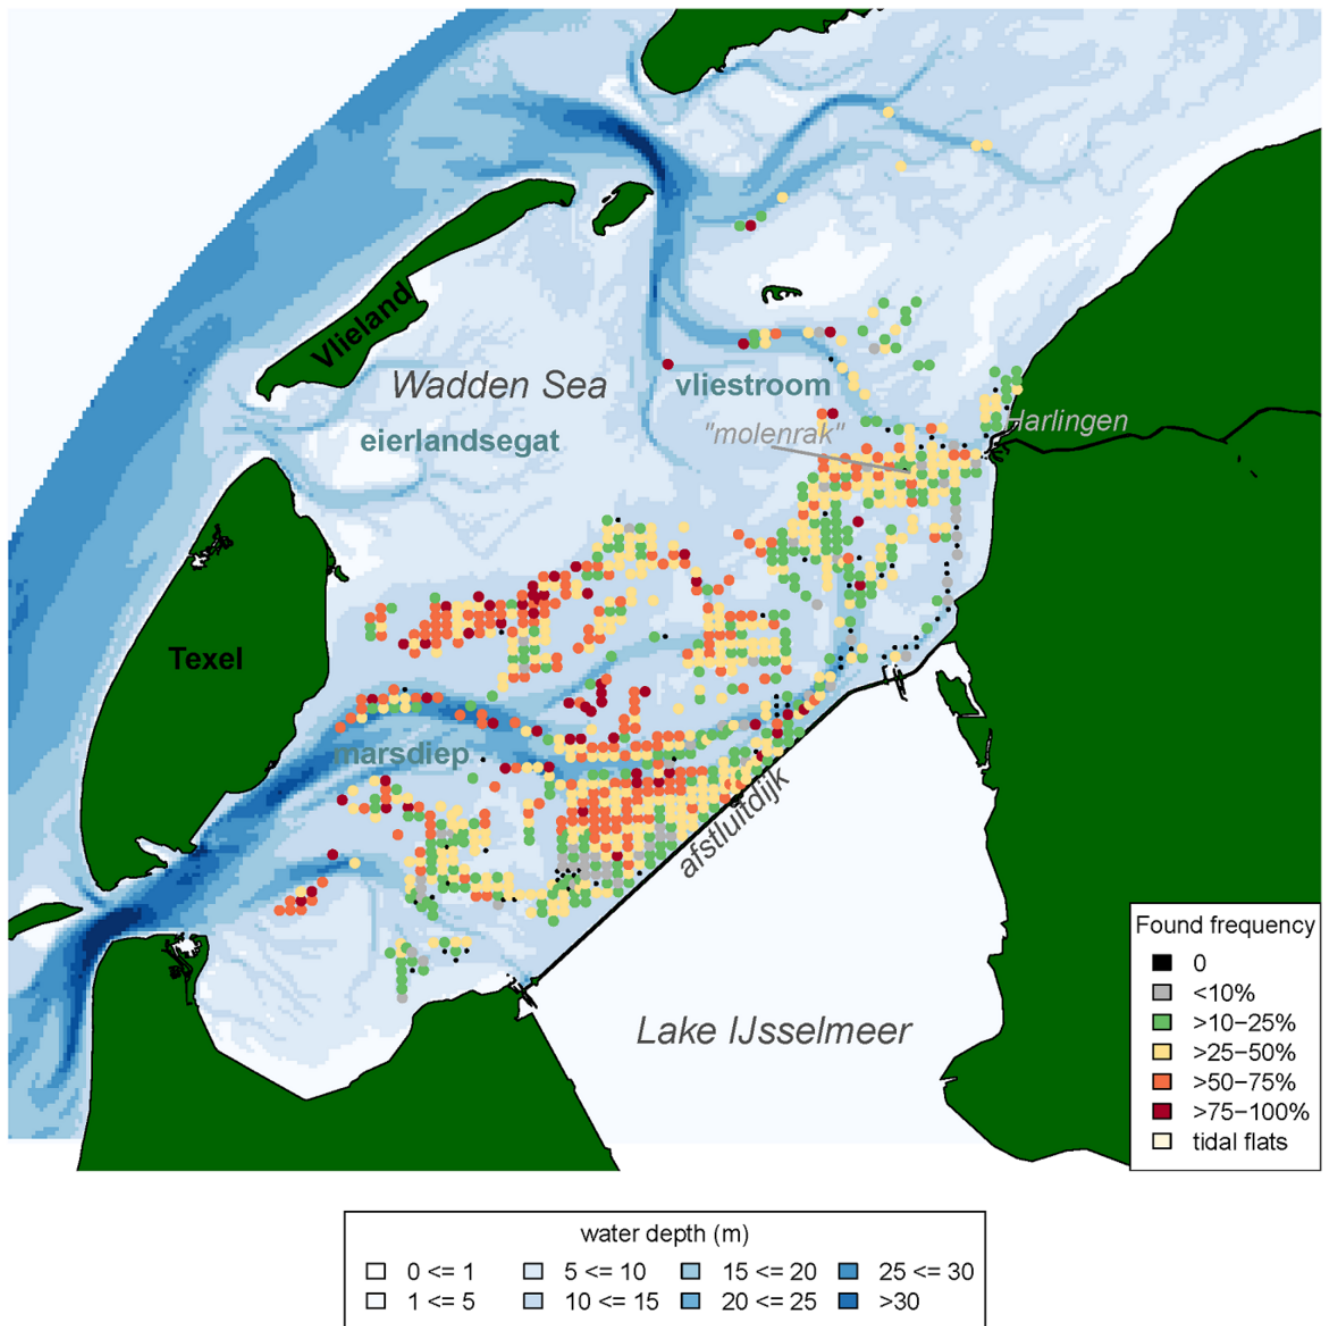 Vlieland
Wadden Sea
vliestroom
eierlandsegat
"molenrak"
Harlingen
Texel
marsdiep
afsfluitdijk
Lake IJsselmeer
Found frequency
0
<10%
>10–25%
>25–50%
>50–75%
>75–100%
tidal flats
water depth (m)
0 <= 1 5 <= 10 15 <= 20 25 <= 30
1 <= 5 10 <= 15 20 <= 25 >30